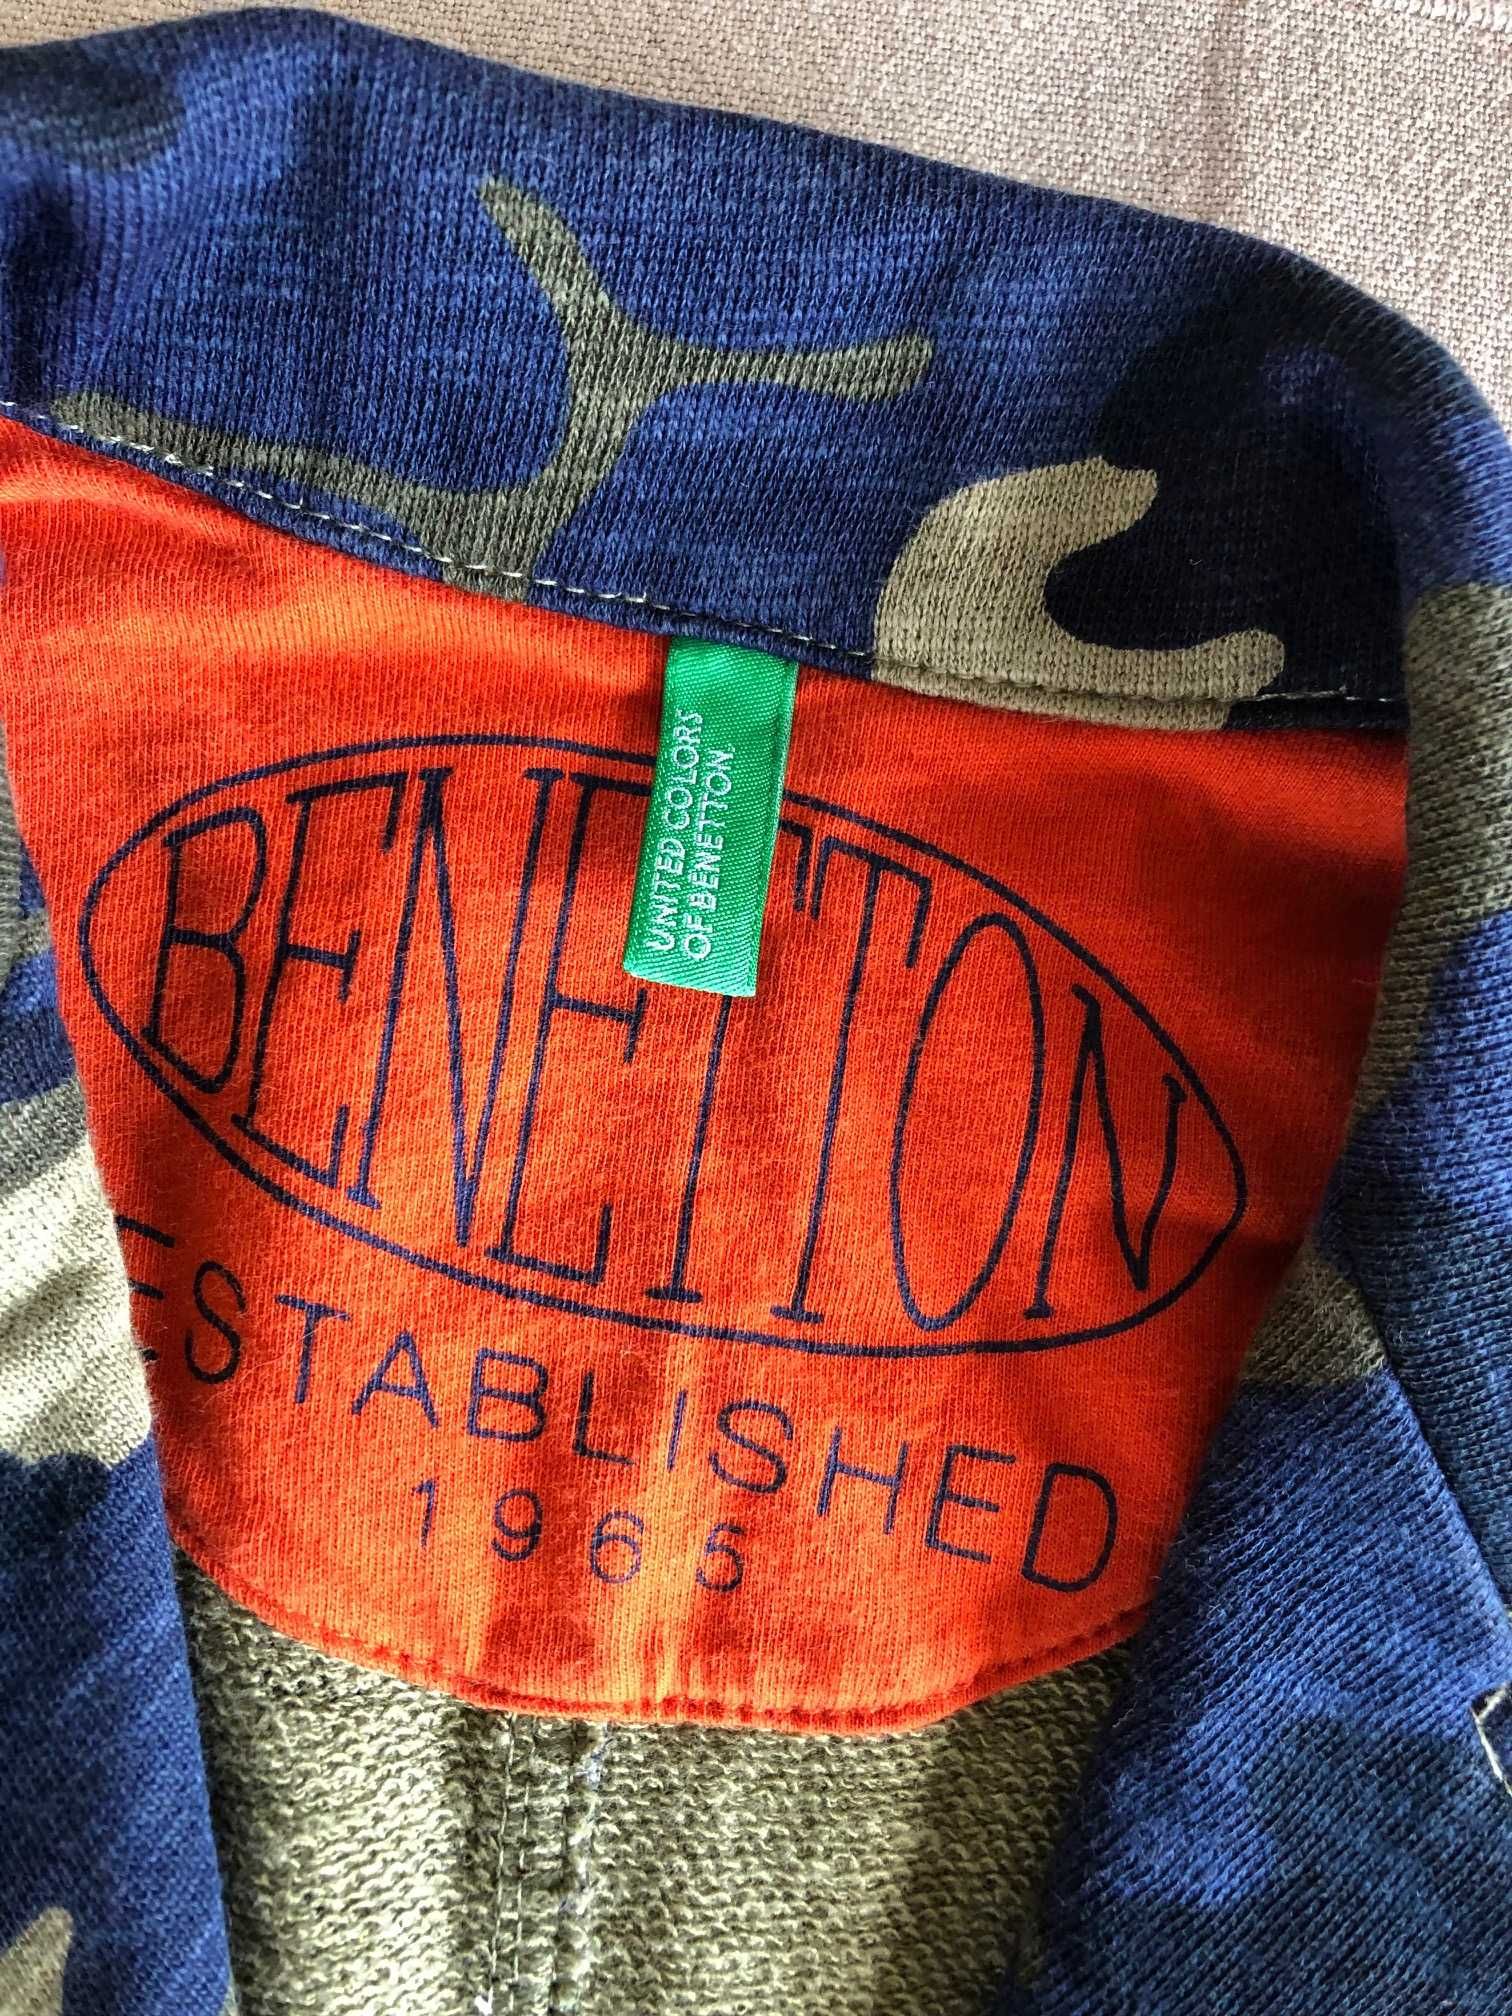 UNITED COLORS
OF BENETTON.
BENETTON
ESTABLISHED
1965